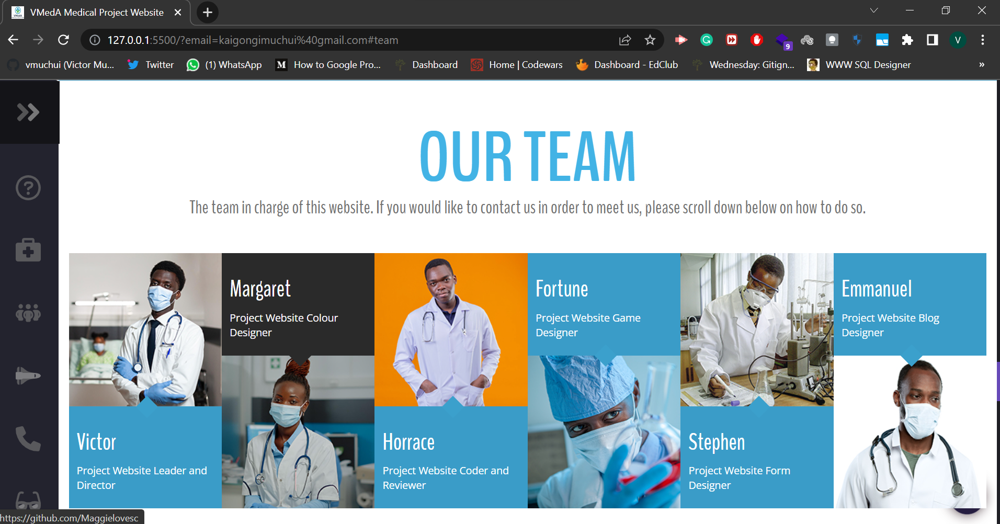 VMedA Medical Project Website
127.0.0.1:5500/?email=kaigongimuchui%40gmail.com#team
9
V
vmuchui (Victor Mu...
Twitter
(1) WhatsApp
M
How to Google Pro...
Dashboard
Home | Codewars
Dashboard - EdClub
Wednesday: Gitign...
WWW SQL Designer
»
OUR TEAM
The team in charge of this website. If you would like to contact us in order to meet us, please scroll down below on how to do so.
Margaret
Project Website Colour
Designer
Fortune
Project Website Game
Designer
Emmanuel
Project Website Blog
Designer
Victor
Project Website Leader and
Director
Horrace
Project Website Coder and
Reviewer
Stephen
Project Website Form
Designer
https://github.com/Maggielovesc